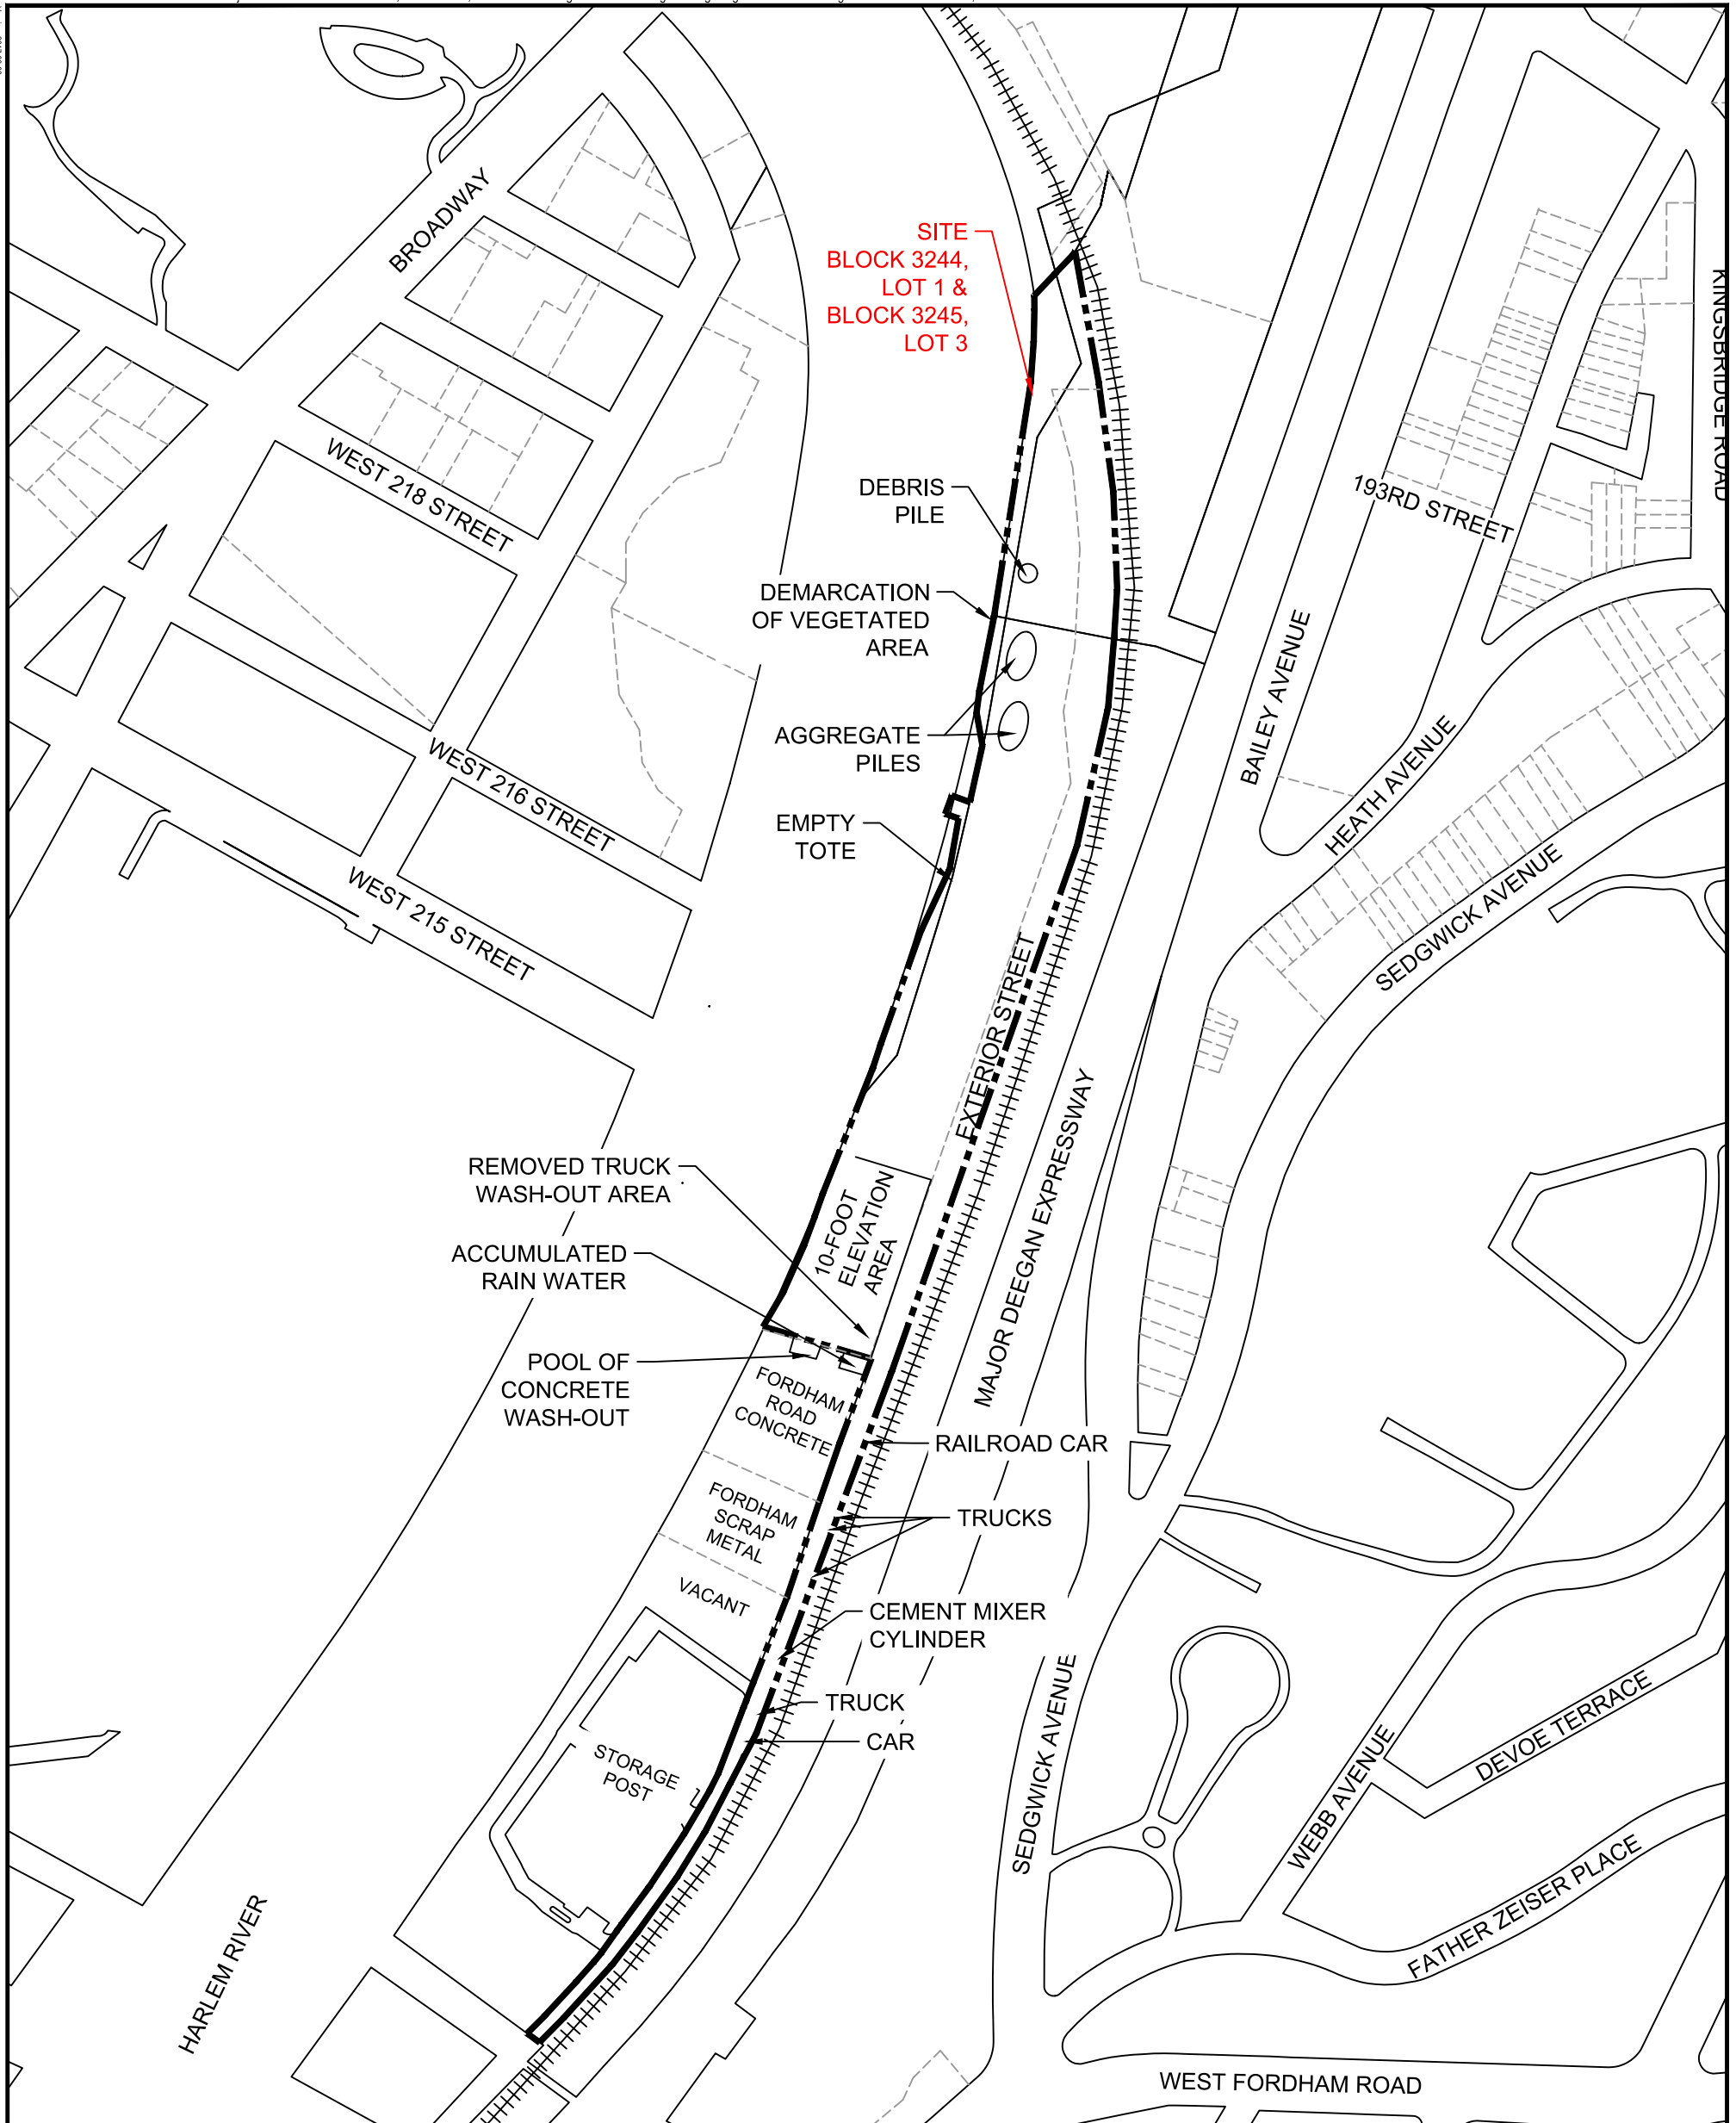 BROADWAY
SITE
BLOCK 3244,
LOT 1 &
BLOCK 3245,
LOT 3
KINGSBRIDGE ROAD
WEST 218 STREET
DEBRIS
PILE
193RD STREET
DEMARCATION
OF VEGETATED
AREA
BAILEY AVENUE
AGGREGATE
PILES
HEATH AVENUE
WEST 216 STREET
EMPTY
TOTE
SEDGWICK AVENUE
WEST 215 STREET
EXTERIOR STREET
MAJOR DEEGAN EXPRESSWAY
REMOVED TRUCK
WASH-OUT AREA
10-FOOT
ELEVATION
AREA
ACCUMULATED
RAIN WATER
POOL OF
CONCRETE
WASH-OUT
FORDHAM
ROAD
CONCRETE
RAILROAD CAR
FORDHAM
SCRAP
METAL
TRUCKS
VACANT
CEMENT MIXER
CYLINDER
TRUCK
CAR
STORAGE
POST
SEDGWICK AVENUE
WEBB AVENUE
DEVOE TERRACE
FATHER ZEISER PLACE
HARLEM RIVER
WEST FORDHAM ROAD